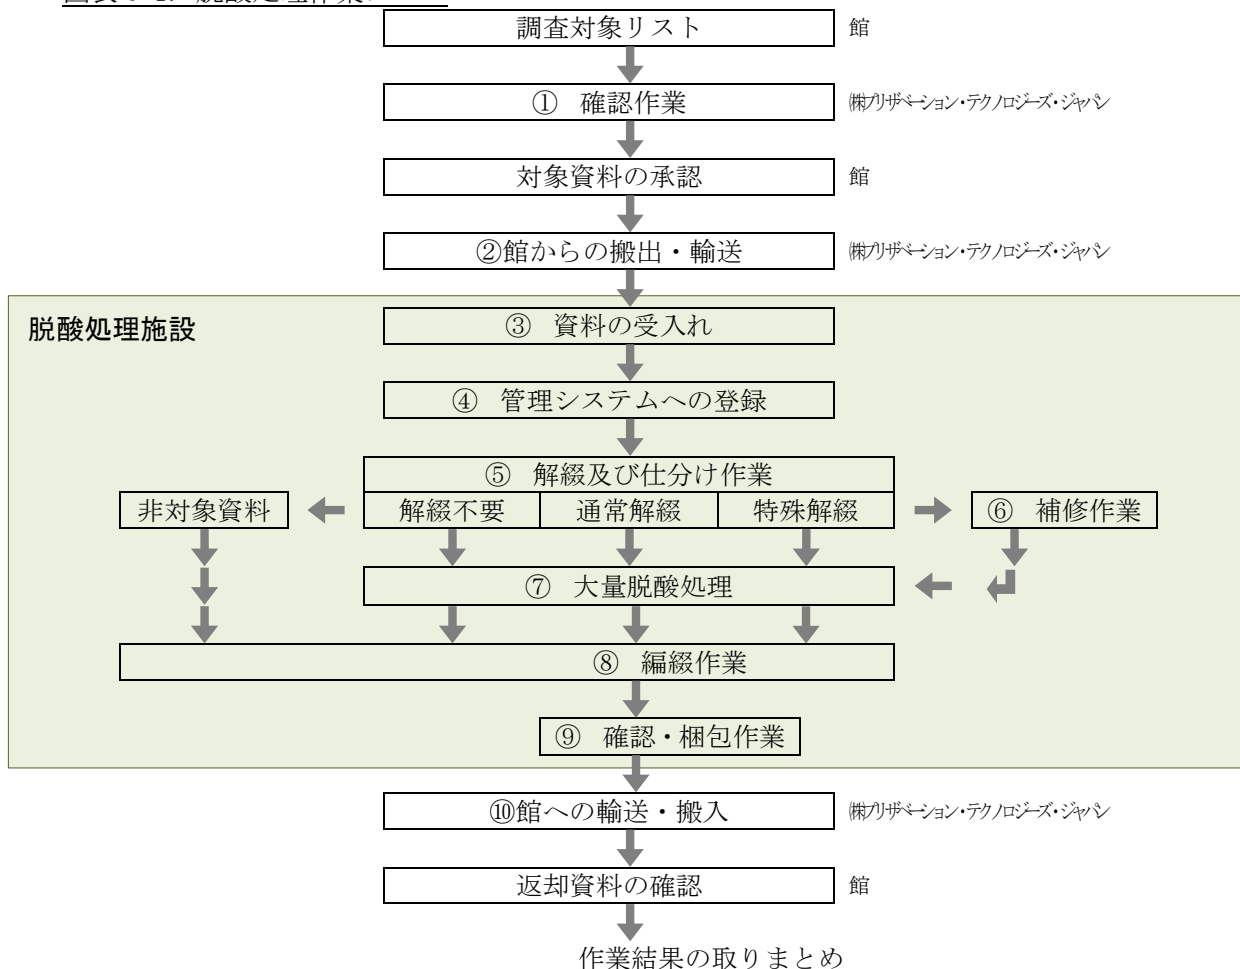 調査対象リスト 館
① 確認作業 ㈱プリザベーション・テクノロジーズ・ジャパン
対象資料の承認 館
②館からの搬出・輸送 ㈱プリザベーション・テクノロジーズ・ジャパン
脱酸処理施設
③ 資料の受入れ
④ 管理システムへの登録
⑤ 解綴及び仕分け作業
非対象資料 解綴不要 通常解綴 特殊解綴 ⑥ 補修作業
⑦ 大量脱酸処理
⑧ 編綴作業
⑨ 確認・梱包作業
⑩館への輸送・搬入 ㈱プリザベーション・テクノロジーズ・ジャパン
返却資料の確認 館
作業結果の取りまとめ